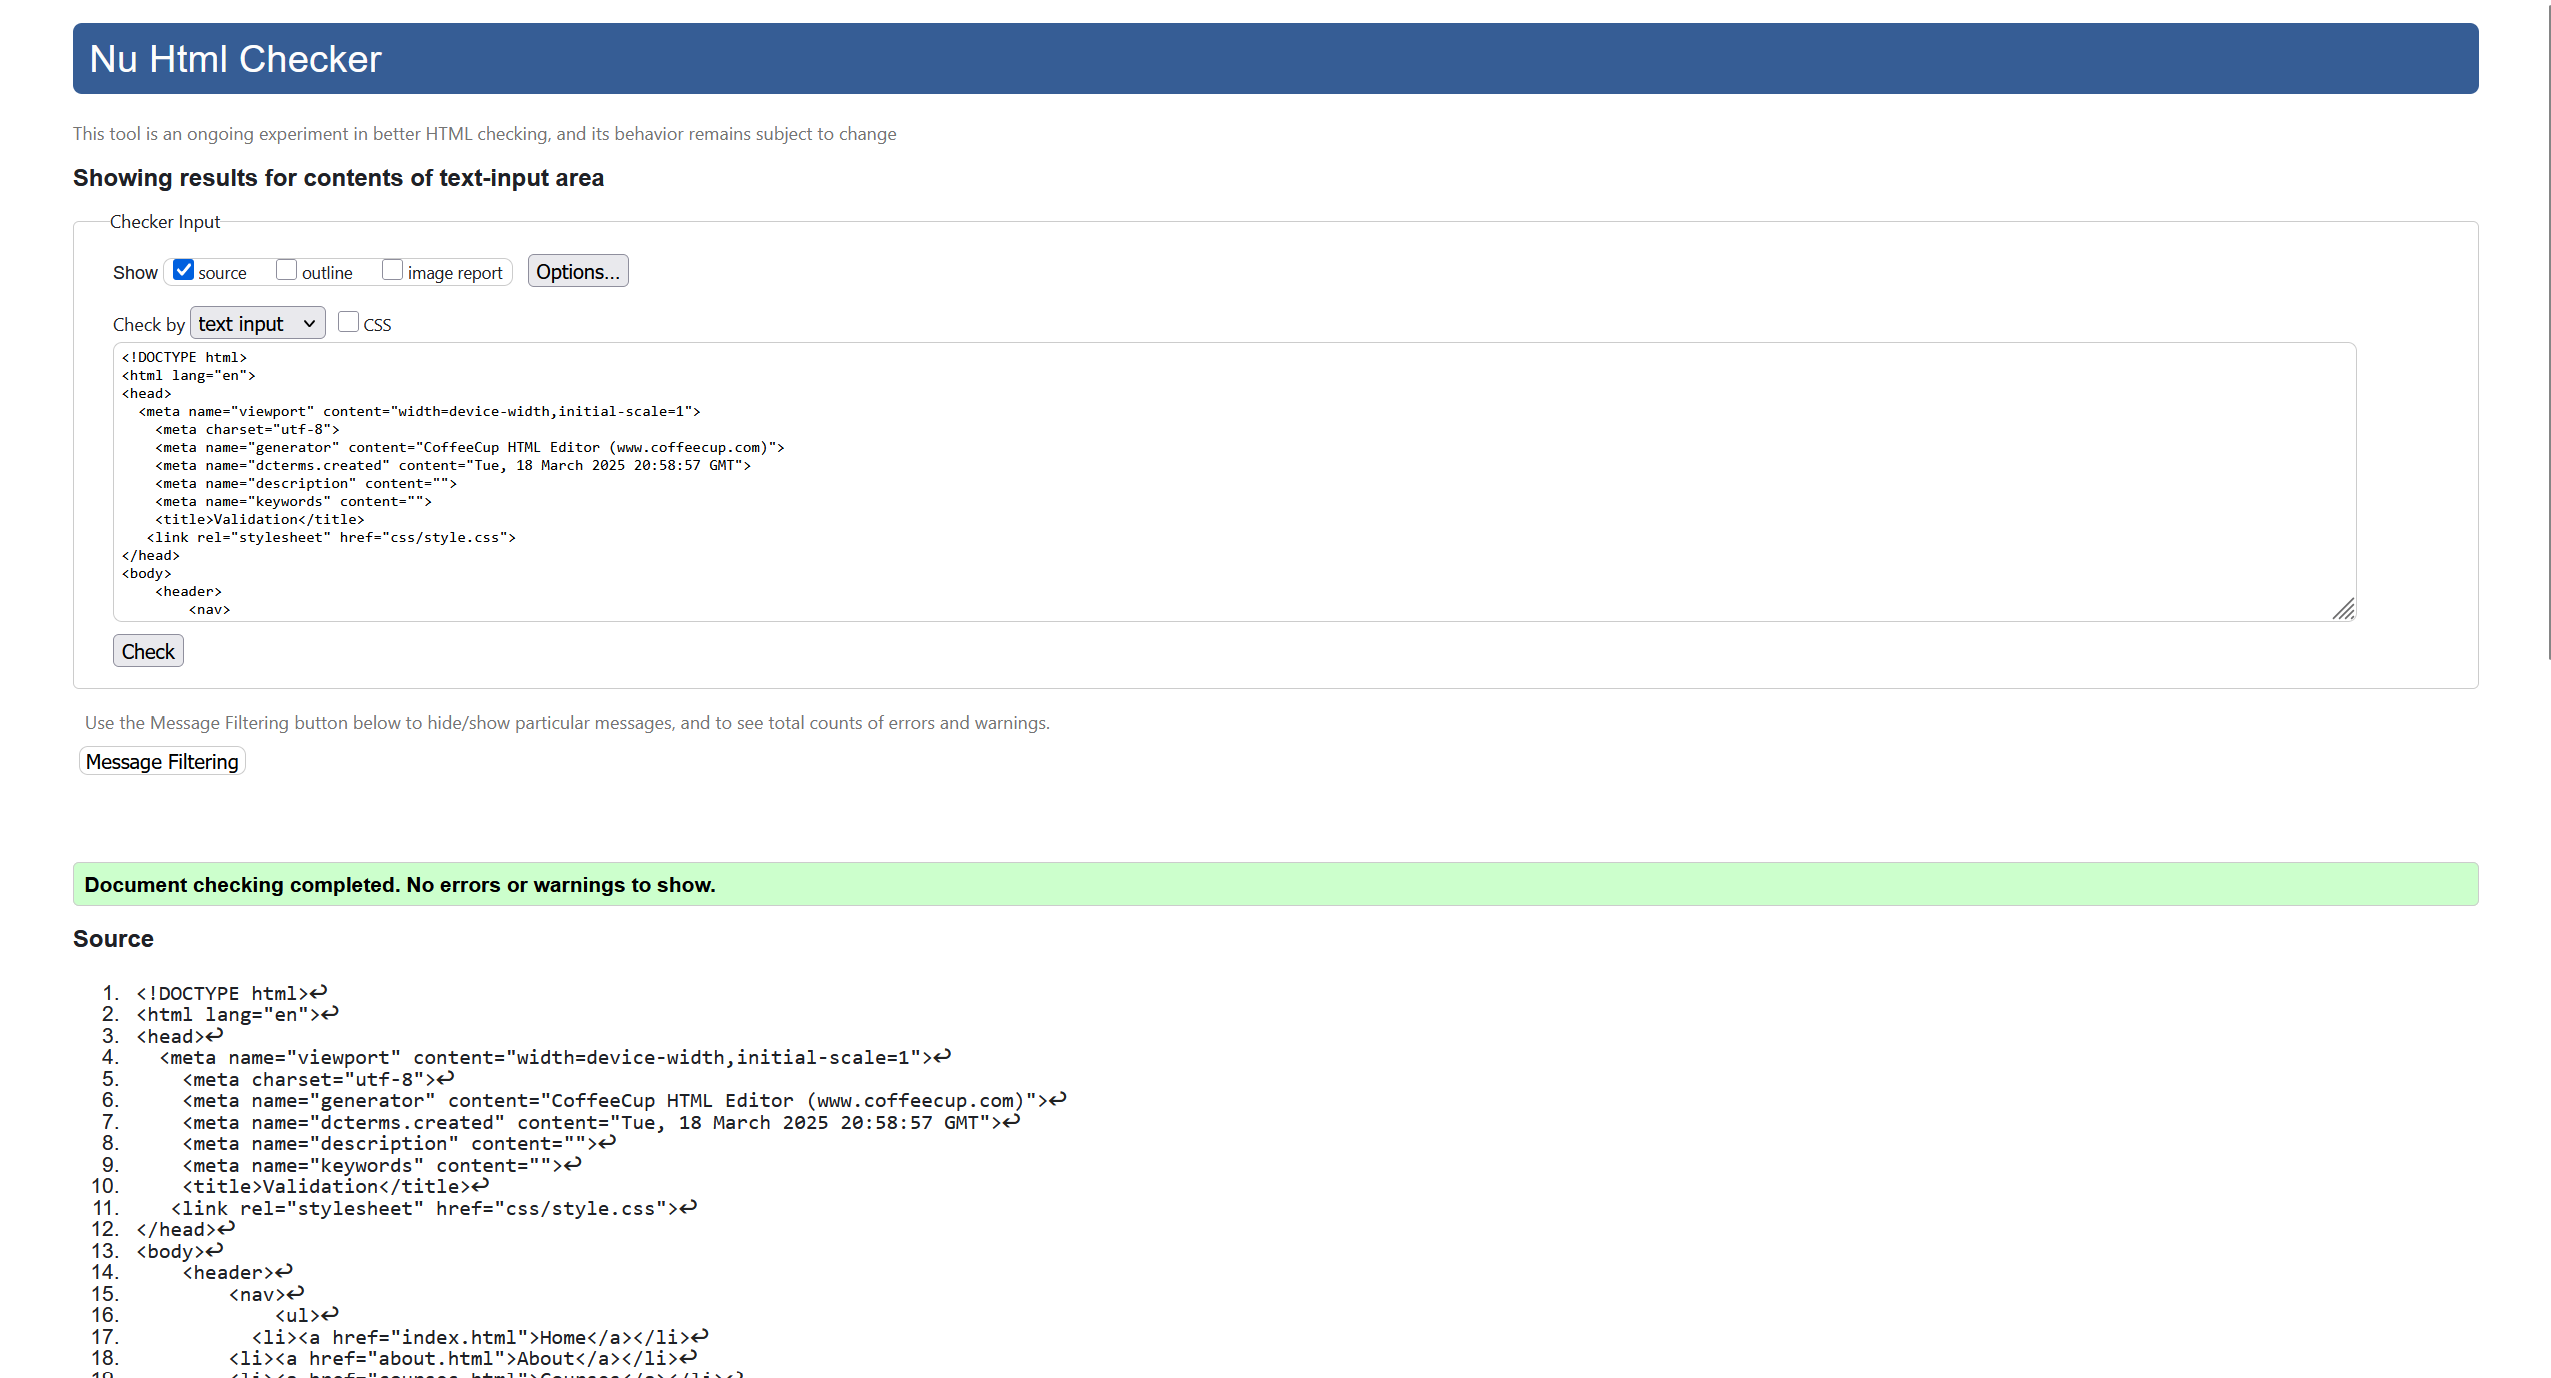 Nu Html Checker
This tool is an ongoing experiment in better HTML checking, and its behavior remains subject to change
Showing results for contents of text-input area
Checker Input
Show source outline image report Options...
Check by text input CSS
<!DOCTYPE html>
<html lang="en">
<head>
  <meta name="viewport" content="width=device-width,initial-scale=1">
    <meta charset="utf-8">
    <meta name="generator" content="CoffeeCup HTML Editor (www.coffeecup.com)">
    <meta name="dcterms.created" content="Tue, 18 March 2025 20:58:57 GMT">
    <meta name="description" content="">
    <meta name="keywords" content="">
    <title>Validation</title>
   <link rel="stylesheet" href="css/style.css">
</head>
<body>
    <header>
        <nav>
Check
Use the Message Filtering button below to hide/show particular messages, and to see total counts of errors and warnings.
Message Filtering
Document checking completed. No errors or warnings to show.
Source
1. <!DOCTYPE html>↩
2. <html lang="en">↩
3. <head>↩
4.   <meta name="viewport" content="width=device-width,initial-scale=1">↩
5.     <meta charset="utf-8">↩
6.     <meta name="generator" content="CoffeeCup HTML Editor (www.coffeecup.com)">↩
7.     <meta name="dcterms.created" content="Tue, 18 March 2025 20:58:57 GMT">↩
8.     <meta name="description" content="">↩
9.     <meta name="keywords" content="">↩
10.     <title>Validation</title>↩
11.    <link rel="stylesheet" href="css/style.css">↩
12. </head>↩
13. <body>↩
14.     <header>↩
15.         <nav>↩
16.             <ul>↩
17.           <li><a href="index.html">Home</a></li>↩
18.         <li><a href="about.html">About</a></li>↩